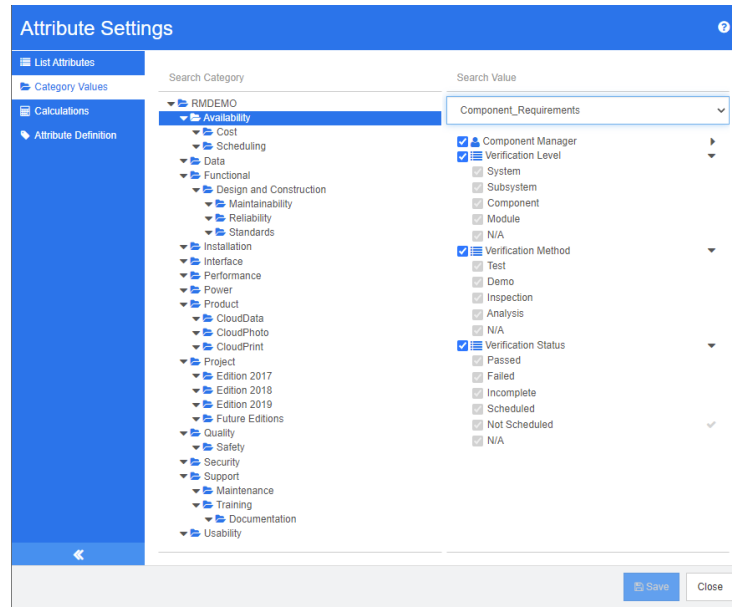 Attribute Settings
List Attributes
Category Values
Calculations
Attribute Definition
Search Category
RMDEMO
Availability
Cost
Scheduling
Data
Functional
Design and Construction
Maintainability
Reliability
Standards
Installation
Interface
Performance
Power
Product
CloudData
CloudPhoto
CloudPrint
Project
Edition 2017
Edition 2018
Edition 2019
Future Editions
Quality
Safety
Security
Support
Maintenance
Training
Documentation
Usability
Search Value
Component_Requirements
Component Manager
Verification Level
System
Subsystem
Component
Module
N/A
Verification Method
Test
Demo
Inspection
Analysis
N/A
Verification Status
Passed
Failed
Incomplete
Scheduled
Not Scheduled
N/A
Save
Close